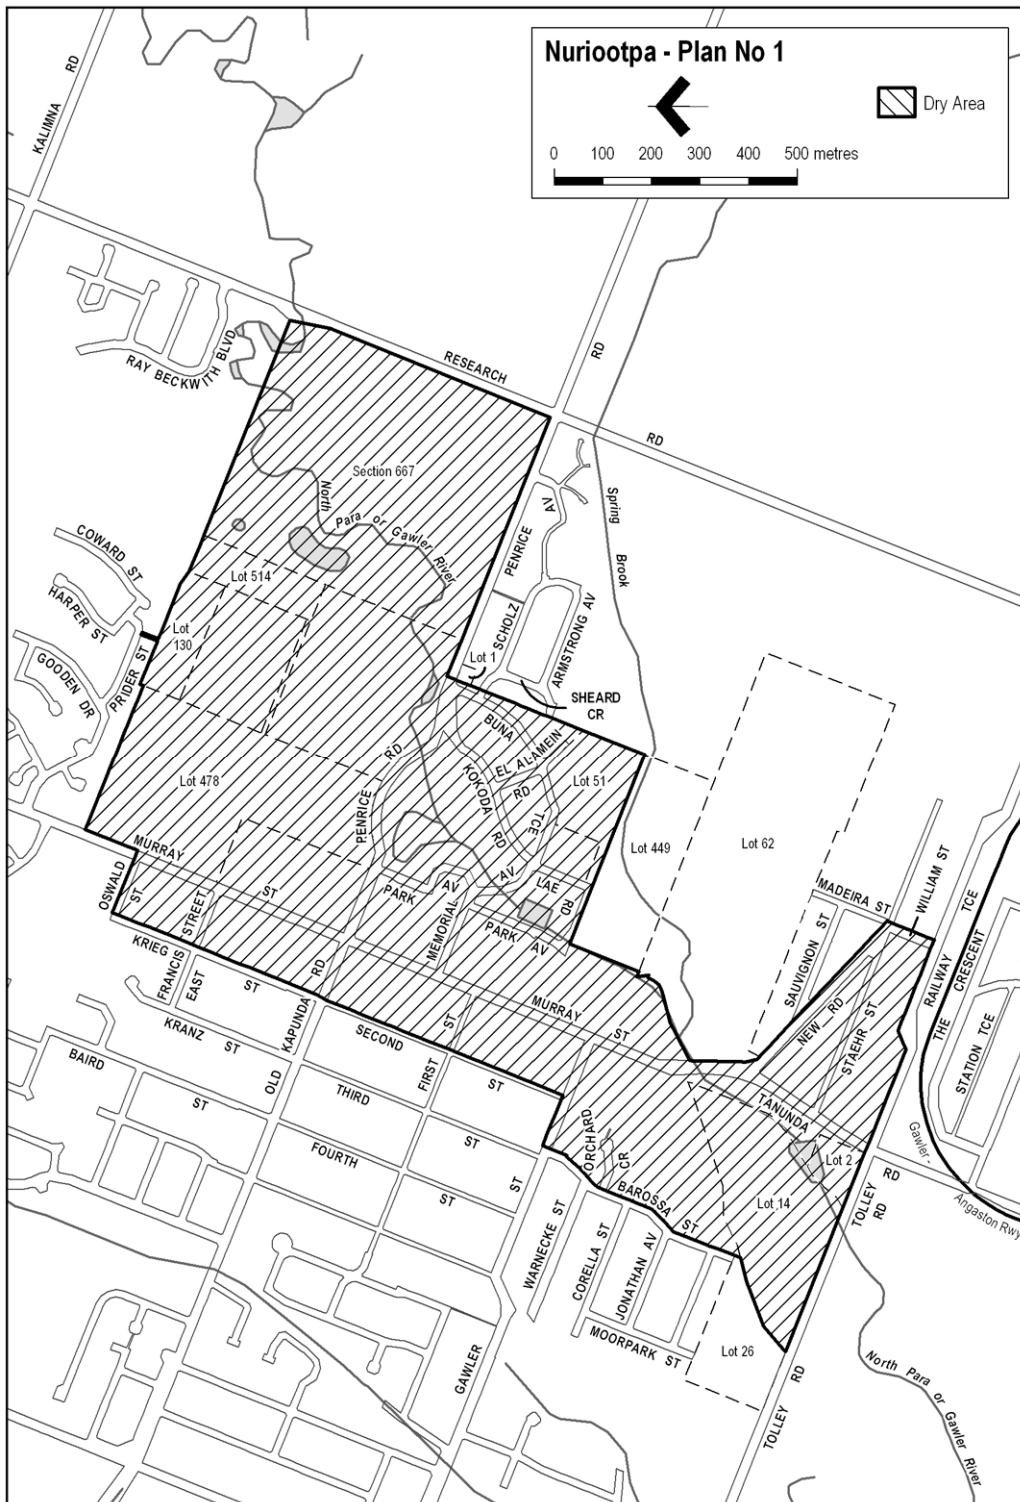 Nuriootpa - Plan No 1
Dry Area
0 100 200 300 400 500 metres
KALIMNA
RD
RAY BECKWITH BLVD
RESEARCH
RD
RD
Section 667
North
Para or Gawler River
Spring
Brook
COWARD ST
HARPER ST
GOODEN DR
PRIDER ST
Lot 514
Lot
130
Lot 1
PENRICE
AV
SCHOLZ
ARMSTRONG AV
SHEARD
CR
BUNA
EL ALAMEIN
RD
KOKODA
RD
TCE
Lot 51
Lot 478
PENRICE
RD
Lot 449
Lot 62
MURRAY
ST
OSWALD
ST
PARK
AV
AV
MEMORIAL
LAE
RD
PARK
AV
MADEIRA ST
WILLIAM ST
SAUVIGNON ST
NEW RD
STAEHR ST
RAILWAY TCE
THE CRESCENT
STATION TCE
KRIEG
ST
FRANCIS
STREET
EAST
KRANZ
ST
OLD
KAPUNDA
RD
BAIRD
ST
SECOND
ST
THIRD
ST
FOURTH
ST
FIRST
ST
MURRAY
ST
TANUNDA
RD
ORCHARD
CR
BAROSSA
ST
Lot 2
Lot 14
TOLLEY
RD
Gawler -
Angaston Rwy
GAWLER
ST
WARNECKE ST
CORELLA ST
JONATHAN AV
MOORPARK ST
Lot 26
TOLLEY
RD
North Para or Gawler River